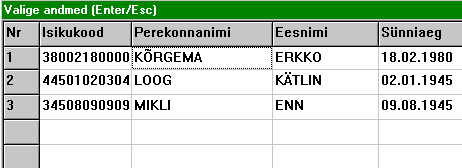 Valige andmed (Enter/Esc)
Nr Isikukood Perekonnanimi Eesnimi Sünniaeg
1 38002180000 KÕRGEMA ERKKO 18.02.1980
2 44501020304 LOOG KÄTLIN 02.01.1945
3 34508090909 MIKLI ENN 09.08.1945